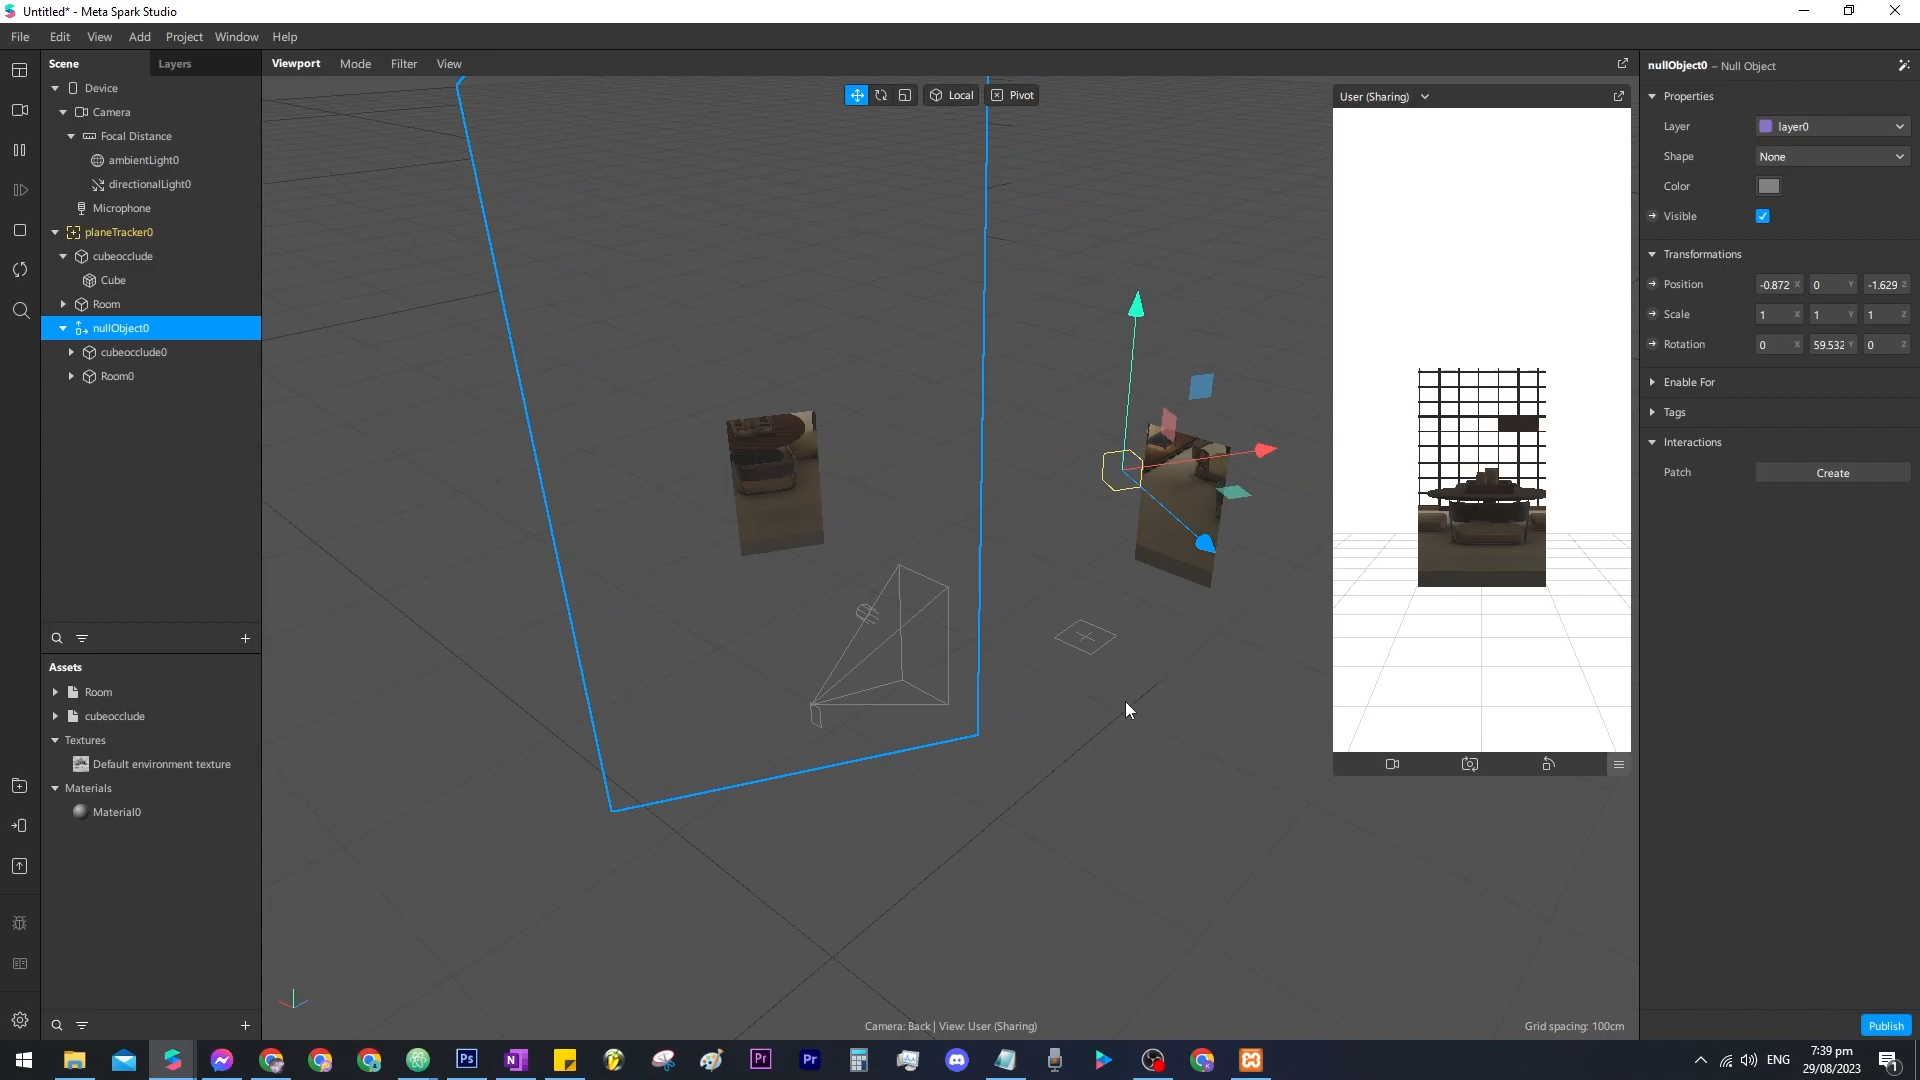 Untitled* - Meta Spark Studio
File Edit View Add Project Window Help
Scene Layers
Device
Camera
Focal Distance
ambientLight0
directionalLight0
Microphone
planeTracker0
cubeocclude
Cube
Room
nullObject0
cubeocclude0
Room0
Assets
Room
cubeocclude
Textures
Default environment texture
Materials
Material0
Viewport Mode Filter View
Local Pivot
User (Sharing)
Camera: Back | View: User (Sharing)
Grid spacing: 100cm
nullObject0 – Null Object
Properties
Layer layer0
Shape None
Color
Visible
Transformations
Position -0.872 X 0 Y -1.629 Z
Scale 1 X 1 Y 1 Z
Rotation 0 X 59.532 Y 0 Z
Enable For
Tags
Interactions
Patch Create
Publish
Ps N Pr Pr
ENG
7:39 pm
29/08/2023
1